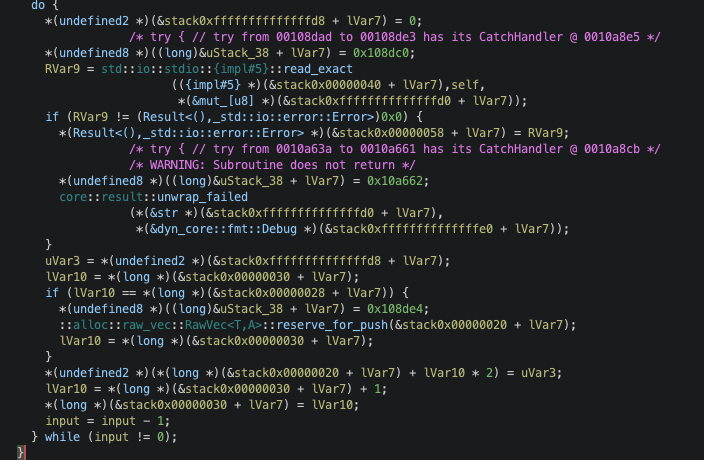 do {
*(undefined2 *)(&stack0xffffffffffffffd8 + lVar7) = 0;
/* try { // try from 00108dad to 00108de3 has its CatchHandler @ 0010a8e5 */
*(undefined8 *)((long)&uStack_38 + lVar7) = 0x108dc0;
RVar9 = std::io::stdio::{impl#5}::read_exact
(({impl#5} *)(&stack0x00000040 + lVar7),self,
*(&mut_[u8] *)(&stack0xffffffffffffffd0 + lVar7));
if (RVar9 != (Result<(),_std::io::error::Error>)0x0) {
*(Result<(),_std::io::error::Error> *)(&stack0x00000058 + lVar7) = RVar9;
/* try { // try from 0010a63a to 0010a661 has its CatchHandler @ 0010a8cb */
/* WARNING: Subroutine does not return */
*(undefined8 *)((long)&uStack_38 + lVar7) = 0x10a662;
core::result::unwrap_failed
(*(&str *)(&stack0xffffffffffffffd0 + lVar7),
*(&dyn_core::fmt::Debug *)(&stack0xffffffffffffffe0 + lVar7));
}
uVar3 = *(undefined2 *)(&stack0xffffffffffffffd8 + lVar7);
lVar10 = *(long *)(&stack0x00000030 + lVar7);
if (lVar10 == *(long *)(&stack0x00000028 + lVar7)) {
*(undefined8 *)((long)&uStack_38 + lVar7) = 0x108de4;
::alloc::raw_vec::RawVec<T,A>::reserve_for_push(&stack0x00000020 + lVar7);
lVar10 = *(long *)(&stack0x00000030 + lVar7);
}
*(undefined2 *)(*(long *)(&stack0x00000020 + lVar7) + lVar10 * 2) = uVar3;
lVar10 = *(long *)(&stack0x00000030 + lVar7) + 1;
*(long *)(&stack0x00000030 + lVar7) = lVar10;
input = input - 1;
} while (input != 0);
}